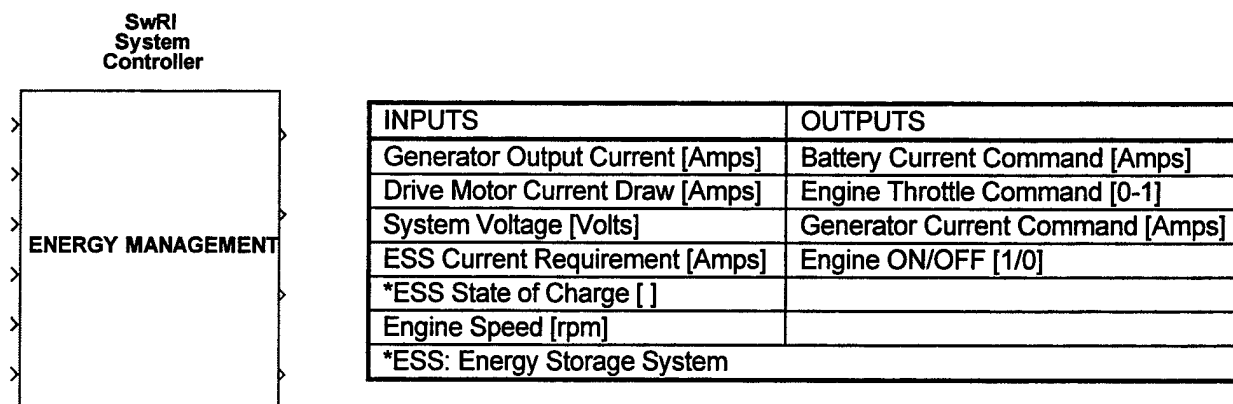 SwRI
System
Controller
ENERGY MANAGEMENT
INPUTS OUTPUTS
Generator Output Current [Amps] Battery Current Command [Amps]
Drive Motor Current Draw [Amps] Engine Throttle Command [0-1]
System Voltage [Volts] Generator Current Command [Amps]
ESS Current Requirement [Amps] Engine ON/OFF [1/0]
*ESS State of Charge [ ]
Engine Speed [rpm]
*ESS: Energy Storage System